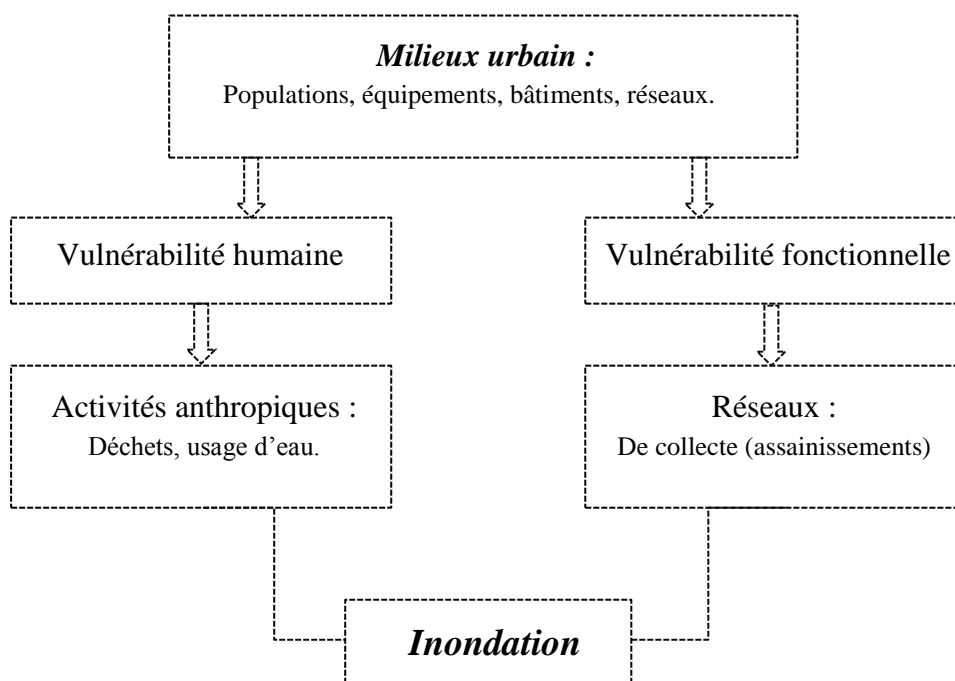 Milieux urbain :
Populations, équipements, bâtiments, réseaux.
Vulnérabilité humaine
Vulnérabilité fonctionnelle
Activités anthropiques :
Déchets, usage d’eau.
Réseaux :
De collecte (assainissements)
Inondation